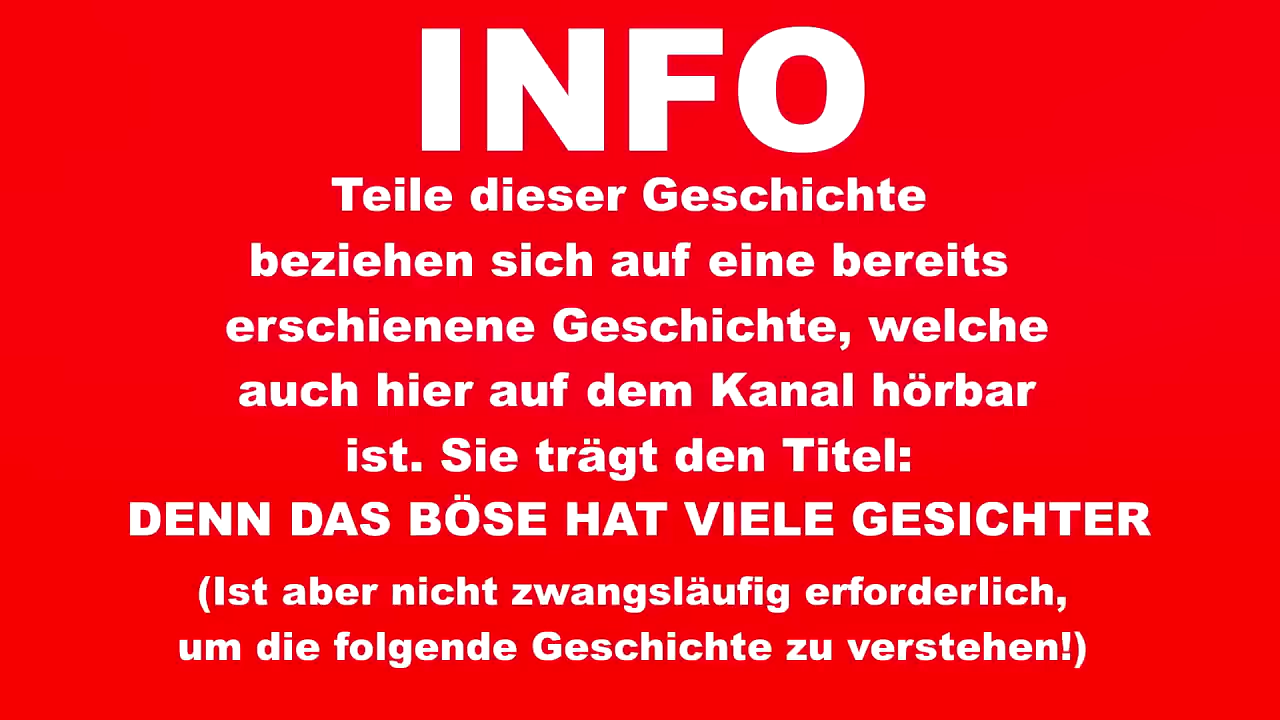 INFO
Teile dieser Geschichte
beziehen sich auf eine bereits
erschienene Geschichte, welche
auch hier auf dem Kanal hörbar
ist. Sie trägt den Titel:
DENN DAS BÖSE HAT VIELE GESICHTER
(Ist aber nicht zwangsläufig erforderlich,
um die folgende Geschichte zu verstehen!)